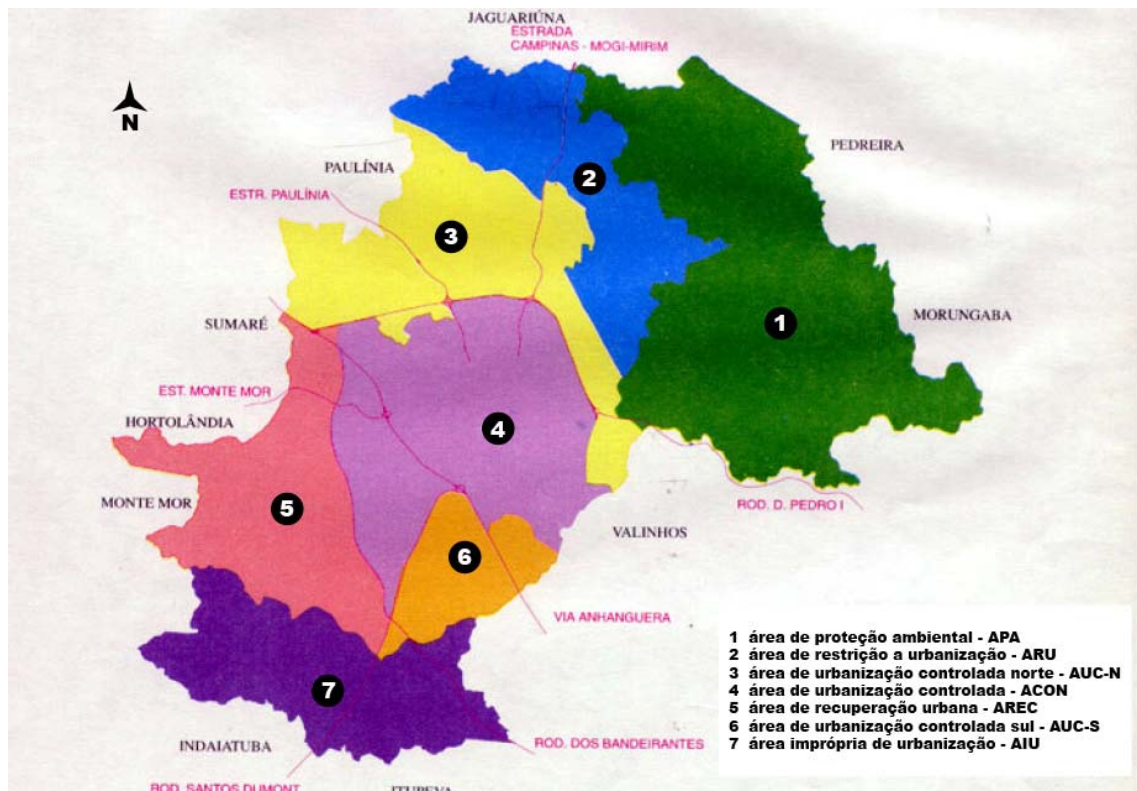 JAGUARIÚNA
ESTRADA
CAMPINAS - MOGI-MIRIM
N
PEDREIRA
PAULÍNIA
2
ESTR. PAULÍNIA
3
MORUNGABA
1
SUMARÉ
EST. MONTE MOR
HORTOLÂNDIA
4
MONTE MOR
5
ROD. D. PEDRO I
VALINHOS
6
VIA ANHANGUERA
7
INDAIATUBA
ROD. DOS BANDEIRANTES
ROD. SANTOS DUMONT
ITUPEVA
1 área de proteção ambiental - APA
2 área de restrição a urbanização - ARU
3 área de urbanização controlada norte - AUC-N
4 área de urbanização controlada - ACON
5 área de recuperação urbana - AREC
6 área de urbanização controlada sul - AUC-S
7 área imprópria de urbanização - AIU